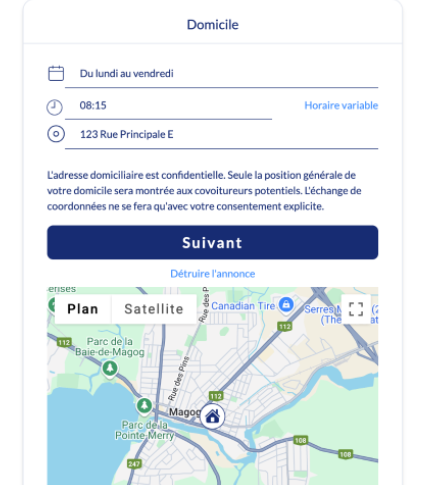 Domicile
Du lundi au vendredi
08:15
Horaire variable
123 Rue Principale E
L'adresse domiciliaire est confidentielle. Seule la position générale de
votre domicile sera montrée aux covoitureurs potentiels. L'échange de
coordonnées ne se fera qu'avec votre consentement explicite.
Suivant
Détruire l'annonce
Plan
Satellite
Rue des P
Canadian Tire
Serres
112
112
Parc de la
Baie-de-Magog
Rue des Pins
112
Magog
Parc de la
Pointe Merry
108
108
247